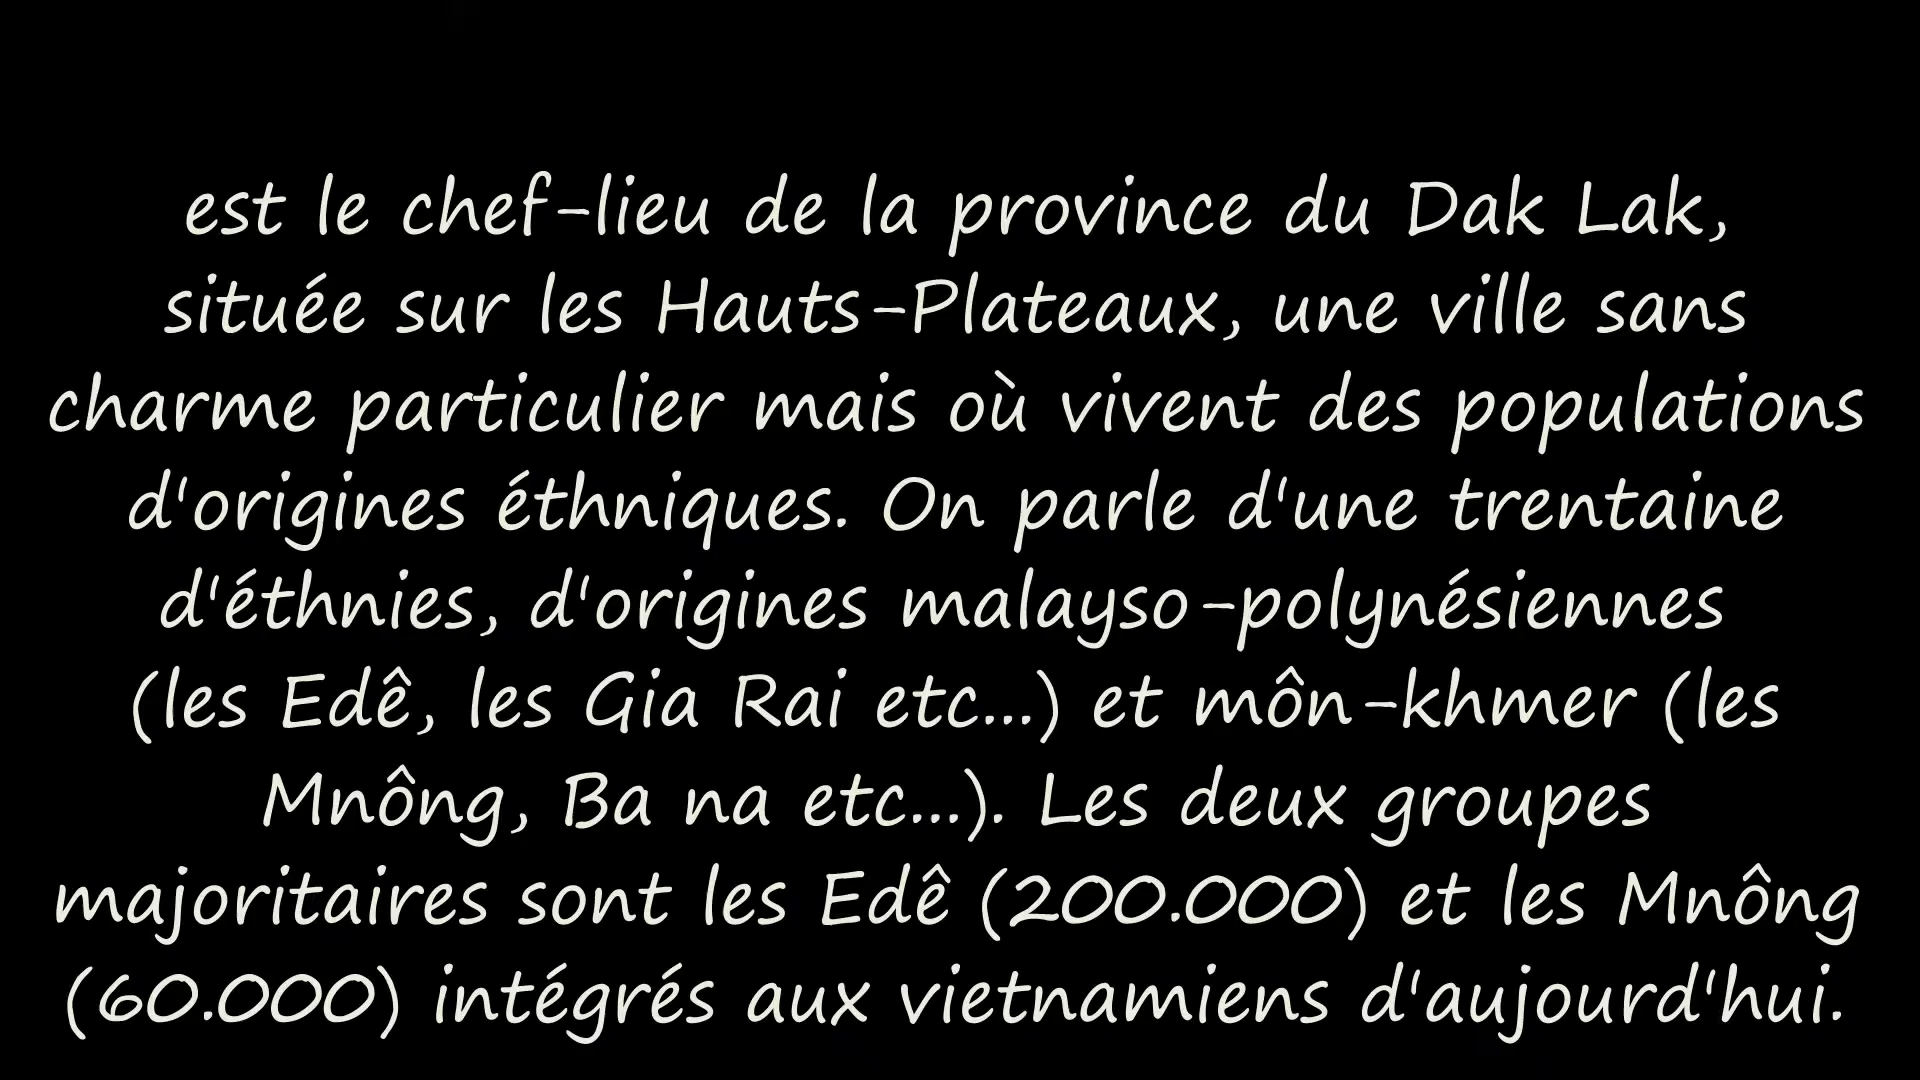 est le chef-lieu de la province du Dak Lak,
située sur les Hauts-Plateaux, une ville sans
charme particulier mais où vivent des populations
d'origines éthniques. On parle d'une trentaine
d'éthnies, d'origines malayso-polynésiennes
(les Edê, les Gia Rai etc...) et môn-khmer (les
Mnông, Ba na etc...). Les deux groupes
majoritaires sont les Edê (200.000) et les Mnông
(60.000) intégrés aux vietnamiens d'aujourd'hui.